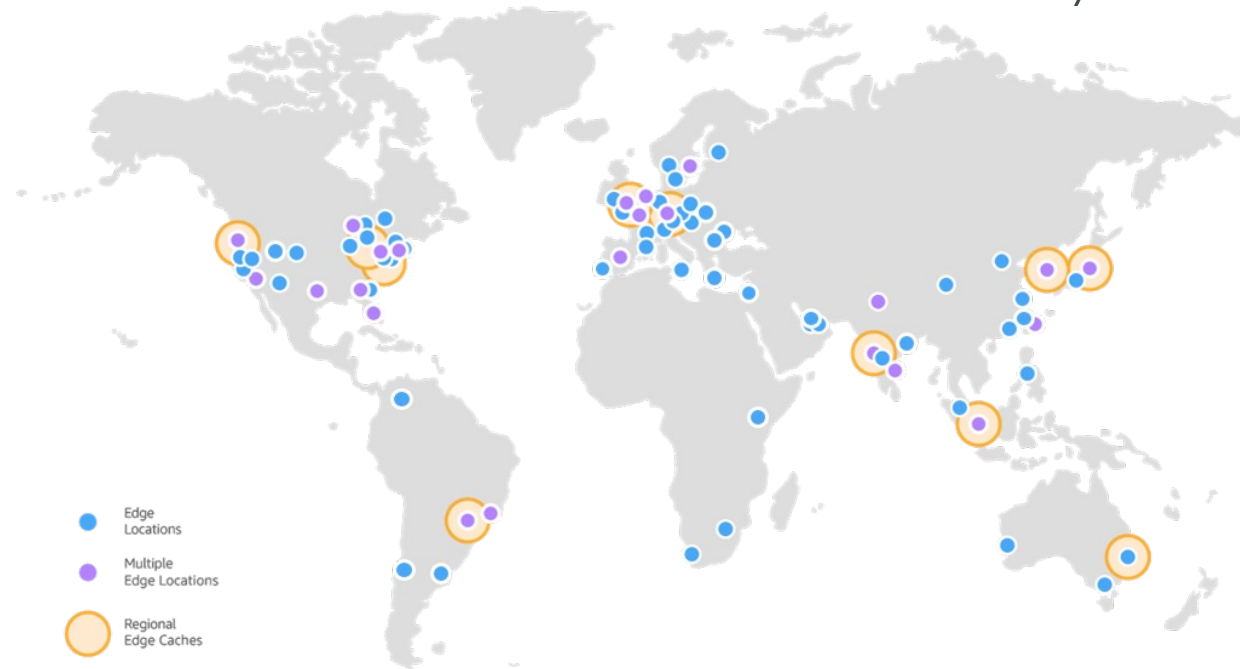 Edge
Locations
Multiple
Edge Locations
Regional
Edge Caches